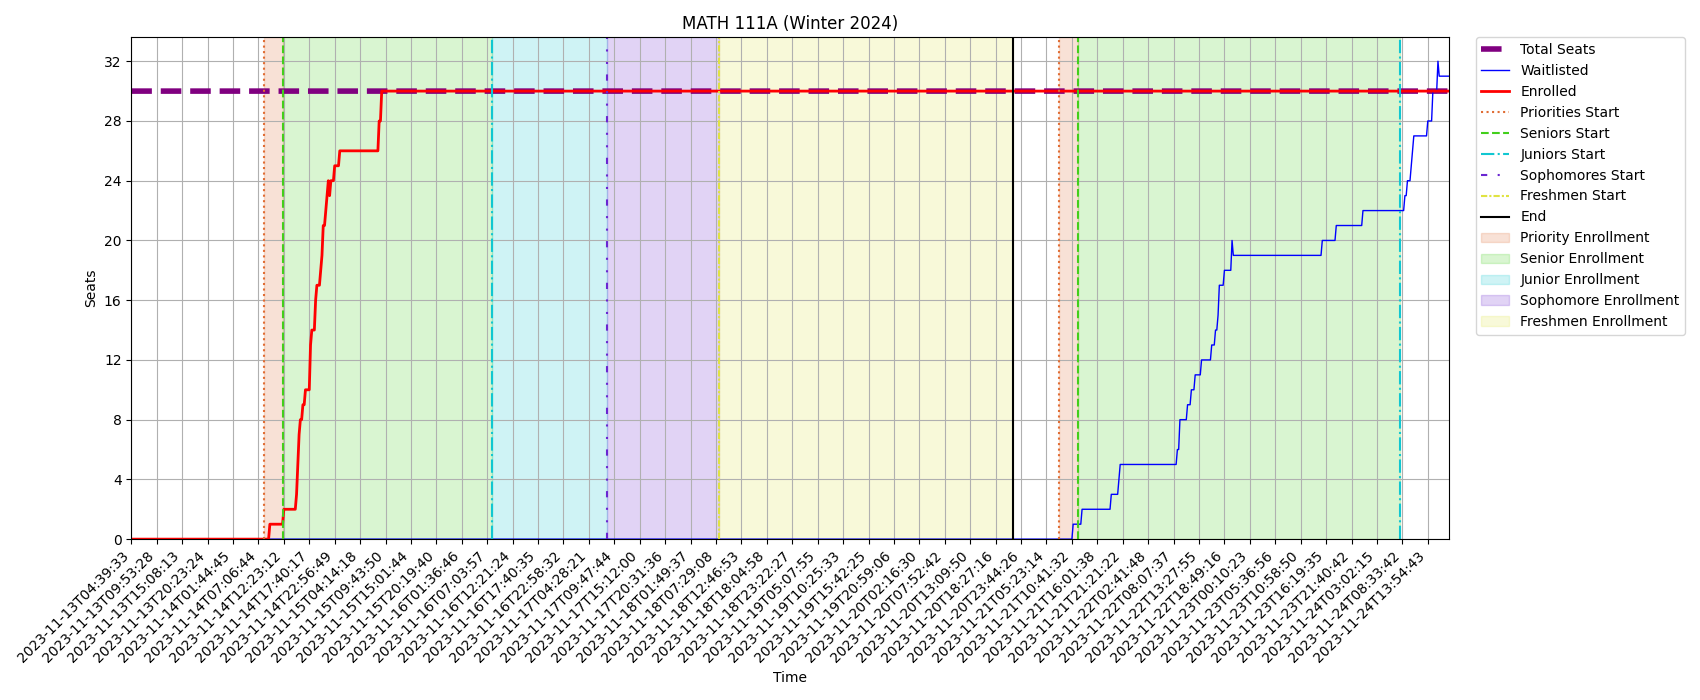 MATH 111A (Winter 2024)
Seats
32
28
24
20
16
12
8
4
0
2023-11-13T04:39:33
2023-11-13T09:53:28
2023-11-13T15:08:13
2023-11-13T20:23:24
2023-11-14T01:44:45
2023-11-14T07:06:44
2023-11-14T12:23:12
2023-11-14T17:40:17
2023-11-14T22:56:49
2023-11-15T04:14:18
2023-11-15T09:43:50
2023-11-15T15:01:44
2023-11-15T20:19:40
2023-11-16T01:36:46
2023-11-16T07:03:57
2023-11-16T12:21:24
2023-11-16T17:40:35
2023-11-16T22:58:32
2023-11-17T04:28:21
2023-11-17T09:47:44
2023-11-17T15:12:00
2023-11-17T20:31:36
2023-11-18T01:49:37
2023-11-18T07:29:08
2023-11-18T12:46:53
2023-11-18T18:04:58
2023-11-18T23:22:27
2023-11-19T05:07:55
2023-11-19T10:25:33
2023-11-19T15:42:25
2023-11-19T20:59:06
2023-11-20T02:16:30
2023-11-20T07:52:42
2023-11-20T13:09:50
2023-11-20T18:27:16
2023-11-20T23:44:26
2023-11-21T05:23:14
2023-11-21T10:41:32
2023-11-21T16:01:38
2023-11-21T21:21:22
2023-11-22T02:41:48
2023-11-22T08:07:37
2023-11-22T13:27:55
2023-11-22T18:49:16
2023-11-23T00:10:23
2023-11-23T05:36:56
2023-11-23T10:58:50
2023-11-23T16:19:35
2023-11-23T21:40:42
2023-11-24T03:02:15
2023-11-24T08:33:42
2023-11-24T13:54:43
Time
Total Seats
Waitlisted
Enrolled
Priorities Start
Seniors Start
Juniors Start
Sophomores Start
Freshmen Start
End
Priority Enrollment
Senior Enrollment
Junior Enrollment
Sophomore Enrollment
Freshmen Enrollment